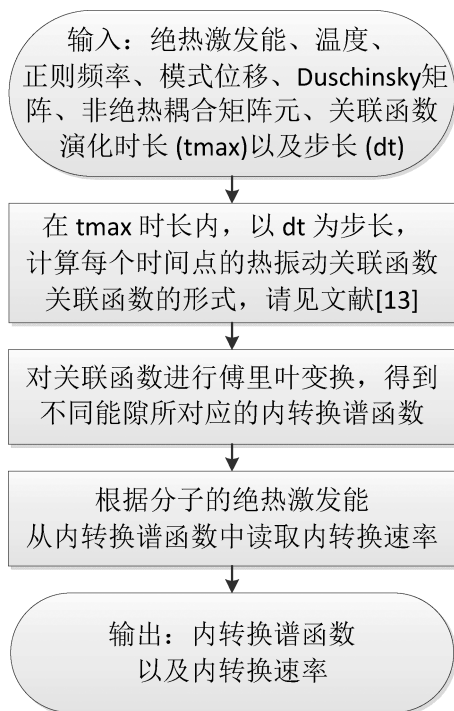 输入：绝热激发能、温度、
正则频率、模式位移、Duschinsky矩
阵、非绝热耦合矩阵元、关联函数
演化时长 (tmax)以及步长 (dt)
在 tmax 时长内，以 dt 为步长，
计算每个时间点的热振动关联函数
关联函数的形式，请见文献[13]
对关联函数进行傅里叶变换，得到
不同能隙所对应的内转换谱函数
根据分子的绝热激发能
从内转换谱函数中读取内转换速率
输出：内转换谱函数
以及内转换速率